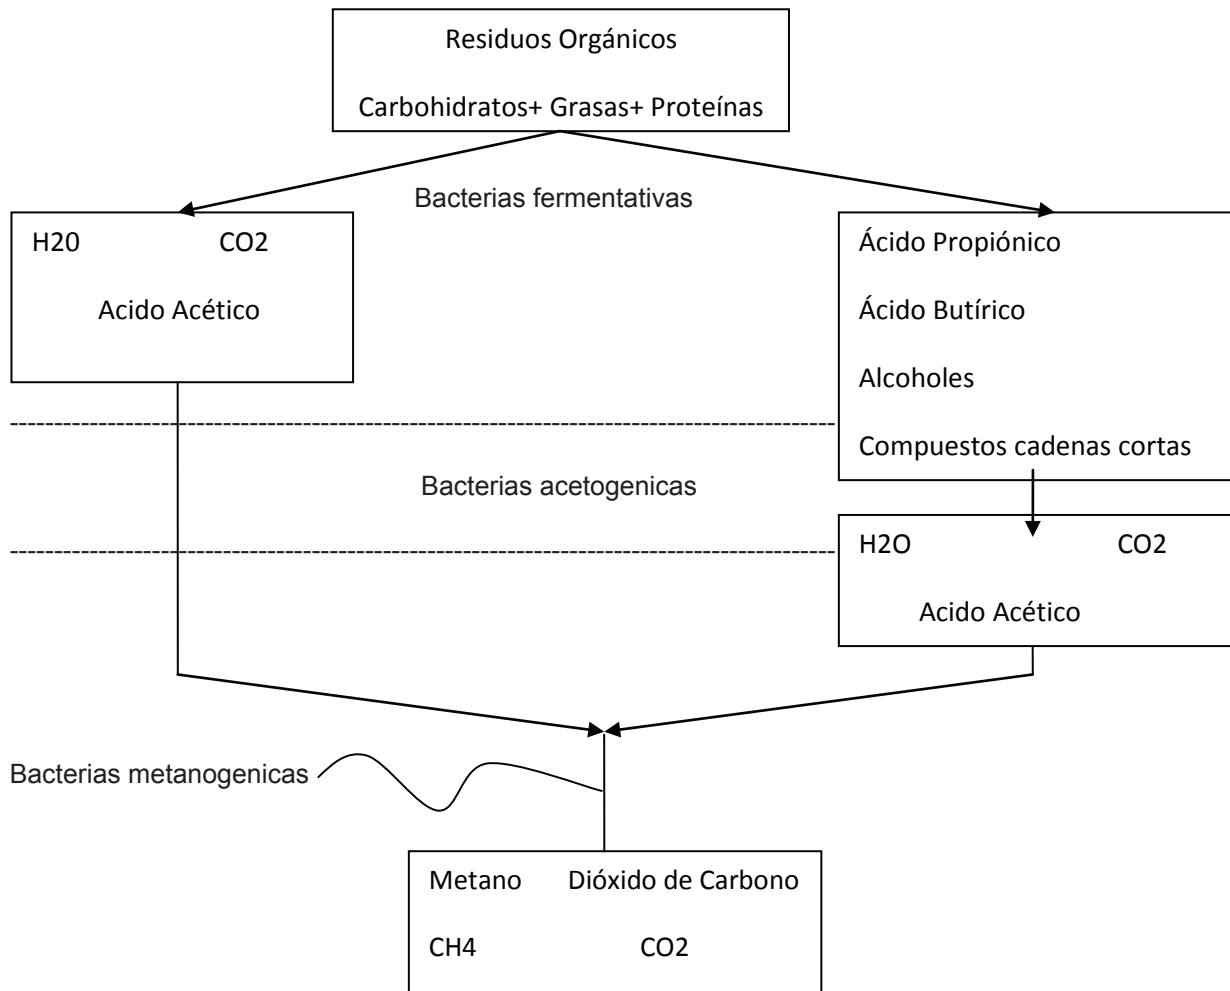 Residuos Orgánicos
Carbohidratos+ Grasas+ Proteínas
Bacterias fermentativas
H20 CO2
Acido Acético
Ácido Propiónico
Ácido Butírico
Alcoholes
Compuestos cadenas cortas
Bacterias acetogenicas
H2O CO2
Acido Acético
Bacterias metanogenicas
Metano Dióxido de Carbono
CH4 CO2